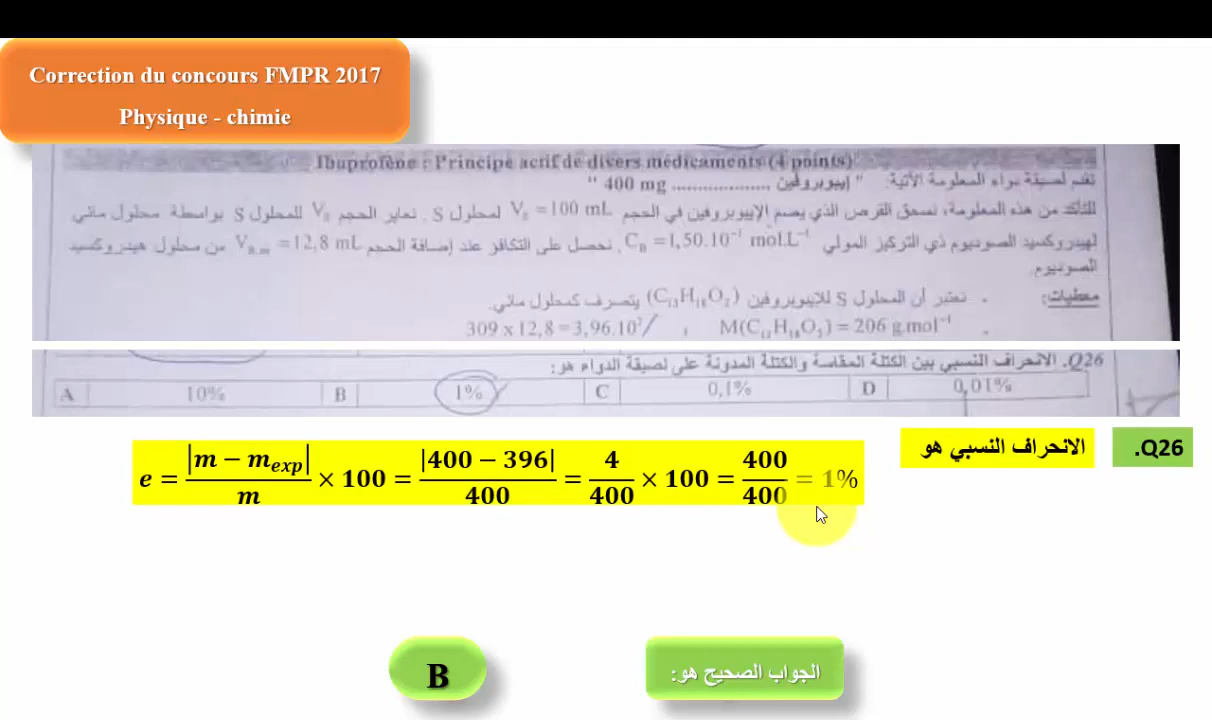 Correction du concours FMPR 2017
Physique - chimie
Ibuprofène : Principe actif de divers médicaments (4 points)
تقدم لصيقة دواء المعلومة الآتية: " إيبوبروفين .................... 400 mg "
للتأكد من هذه المعلومة، نسحق القرص الذي يضم الإيبوبروفين في الحجم V_S =100 mL لمحلول S . نعاير الحجم للمحلول S بواسطة محلول مائي
لهيدروكسيد الصوديوم ذي التركيز المولي C_B =1,50.10⁻¹ mol.L⁻¹. نحصل على التكافؤ عند إضافة الحجم =12,8 mL من محلول هيدروكسيد
الصوديوم.
معطيات: . نعتبر أن المحلول S للإيبوبروفين (C₁₃H₁₈O₂) يتصرف كمحلول مائي.
. M(C₁₃H₁₈O₂) = 206 g.mol⁻¹ ؛ 309 x 12,8=3,96.10³
Q26. الانحراف النسبي بين الكتلة المقاسة والكتلة المدونة على لصيقة الدواء هو:
A 10% B 1% C 0,1% D 0,01%
.Q26 الانحراف النسبي هو
e = |m − m_exp| / m × 100 = |400 − 396| / 400 = 4/400 × 100 = 400/400 = 1%
الجواب الصحيح هو:
B